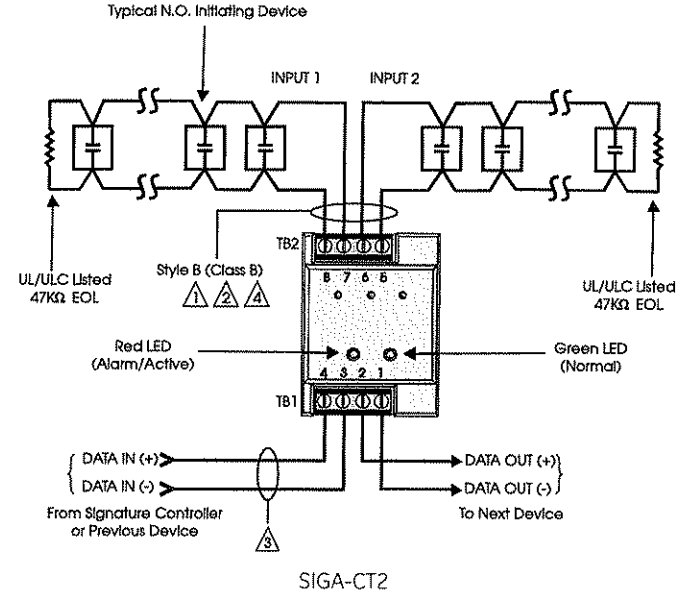 Typical N.O. Initiating Device
INPUT 1
INPUT 2
TB2
8 7 6 5
Style B (Class B)
1 2 4
UL/ULC Listed
47KΩ EOL
UL/ULC Listed
47KΩ EOL
Red LED
(Alarm/Active)
Green LED
(Normal)
4 3 2 1
TB1
DATA IN (+)
DATA IN (-)
From Signature Controller
or Previous Device
3
DATA OUT (+)
DATA OUT (-)
To Next Device
SIGA-CT2